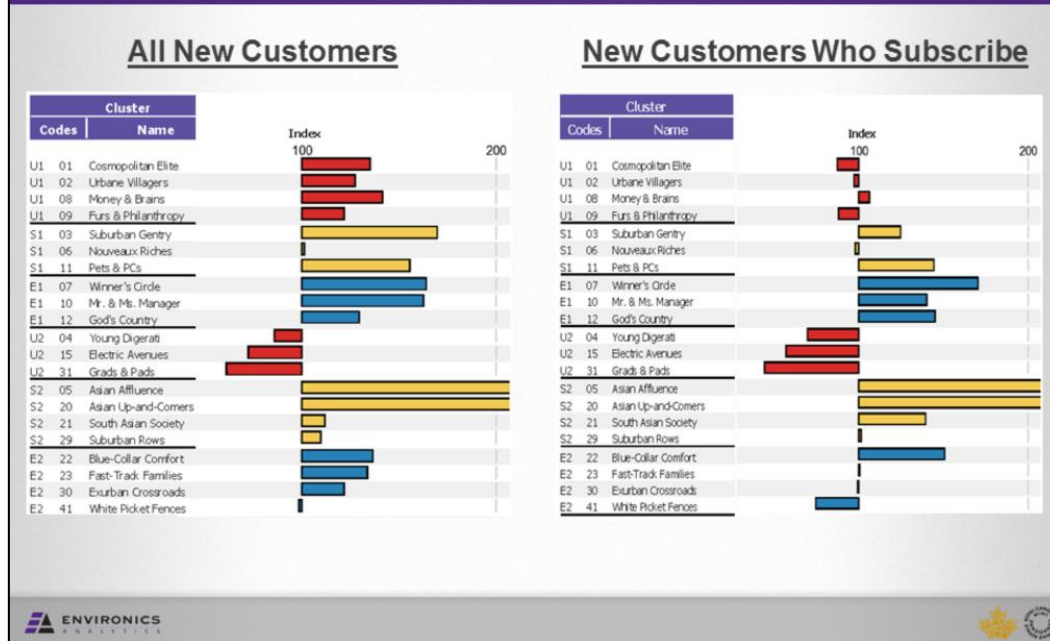 All New Customers
Cluster
Codes Name
Index
100 200
U1 01 Cosmopolitan Elite
U1 02 Urbane Villagers
U1 08 Money & Brains
U1 09 Furs & Philanthropy
S1 03 Suburban Gentry
S1 06 Nouveaux Riches
S1 11 Pets & PCs
E1 07 Winner's Circle
E1 10 Mr. & Ms. Manager
E1 12 God's Country
U2 04 Young Digerati
U2 15 Electric Avenues
U2 31 Grads & Pads
S2 05 Asian Affluence
S2 20 Asian Up-and-Comers
S2 21 South Asian Society
S2 29 Suburban Rows
E2 22 Blue-Collar Comfort
E2 23 Fast-Track Families
E2 30 Exurban Crossroads
E2 41 White Picket Fences
New Customers Who Subscribe
Cluster
Codes Name
Index
100 200
U1 01 Cosmopolitan Elite
U1 02 Urbane Villagers
U1 08 Money & Brains
U1 09 Furs & Philanthropy
S1 03 Suburban Gentry
S1 06 Nouveaux Riches
S1 11 Pets & PCs
E1 07 Winner's Circle
E1 10 Mr. & Ms. Manager
E1 12 God's Country
U2 04 Young Digerati
U2 15 Electric Avenues
U2 31 Grads & Pads
S2 05 Asian Affluence
S2 20 Asian Up-and-Comers
S2 21 South Asian Society
S2 29 Suburban Rows
E2 22 Blue-Collar Comfort
E2 23 Fast-Track Families
E2 30 Exurban Crossroads
E2 41 White Picket Fences
ENVIRONICS
ANALYTICS